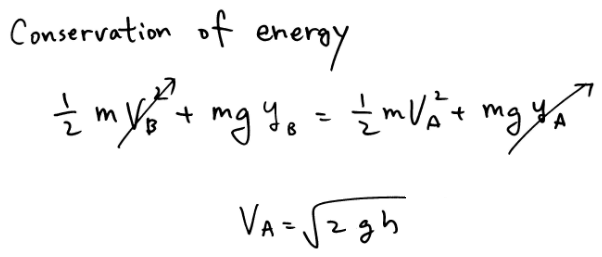 Conservation of energy
½ m V_B² + mg y_B = ½ m V_A² + mg y_A
V_A = √2gh